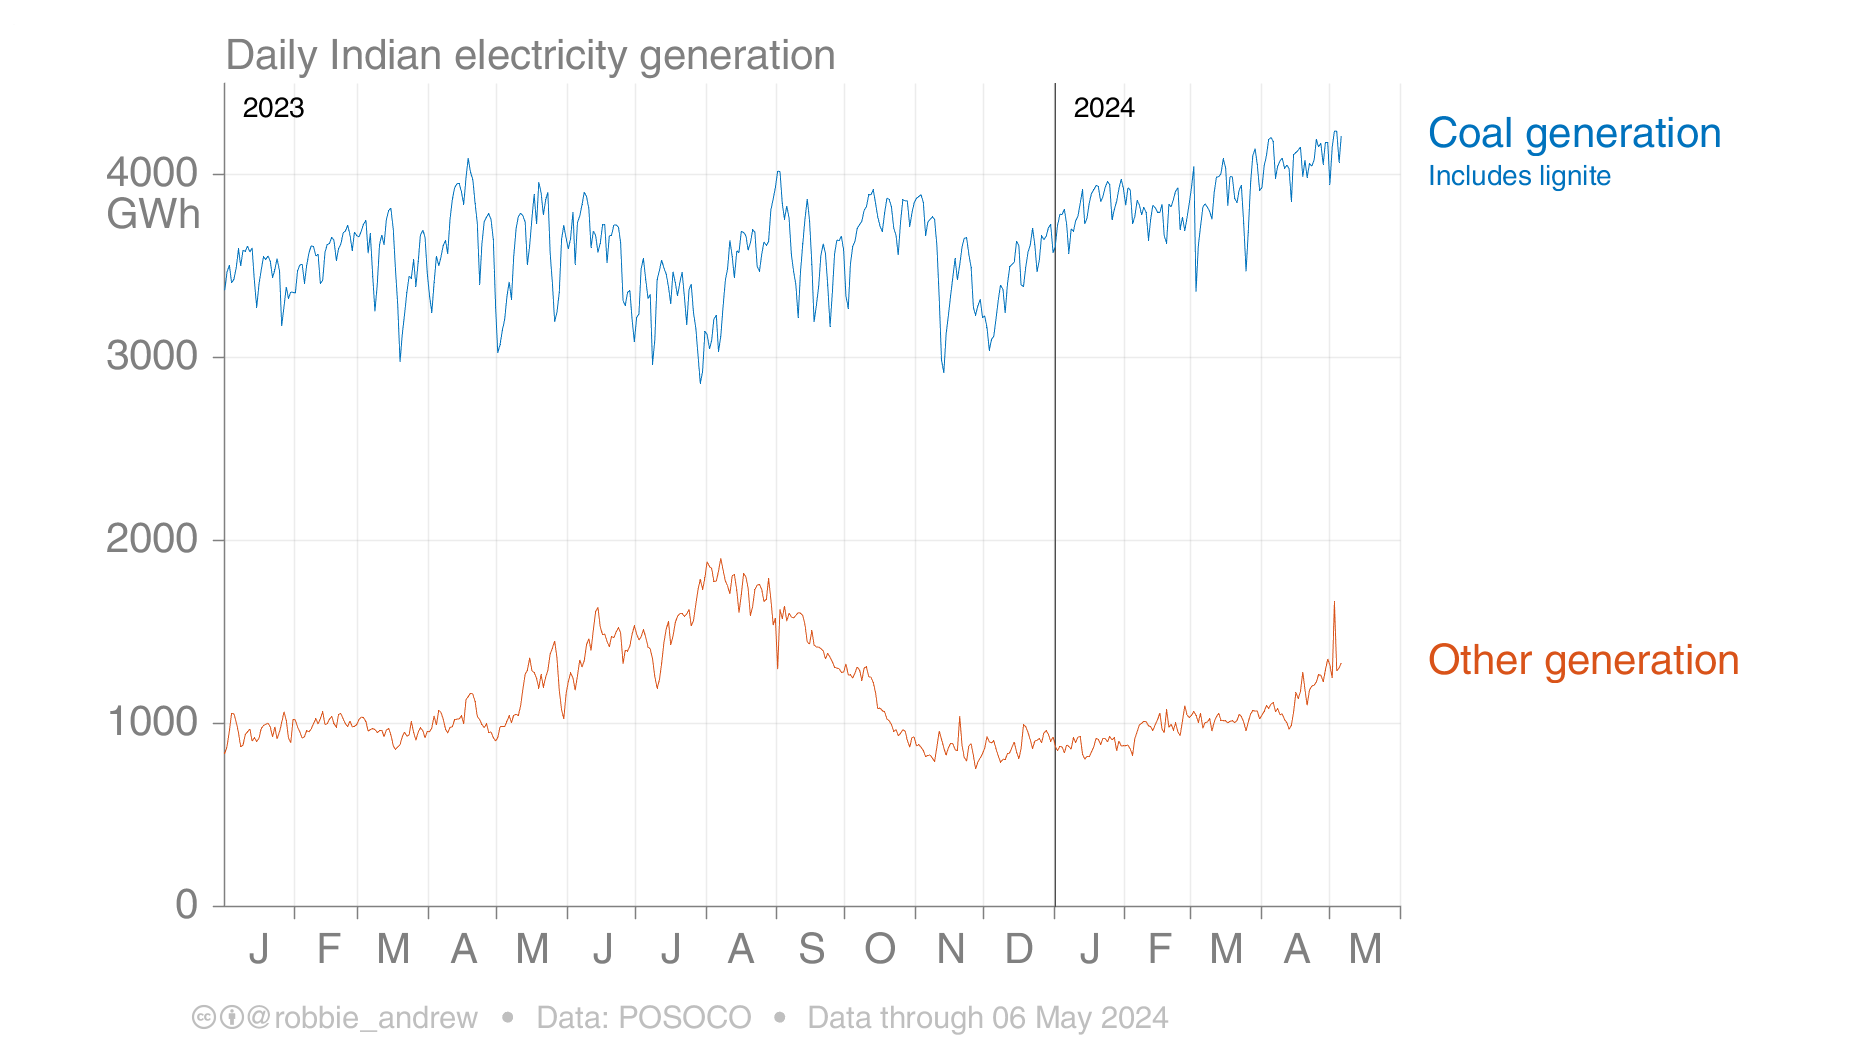 Daily Indian electricity generation
2023
2024
Coal generation
Includes lignite
4000
GWh
3000
2000
Other generation
1000
0
J F M A M J J A S O N D J F M A M
@robbie_andrew • Data: POSOCO • Data through 06 May 2024